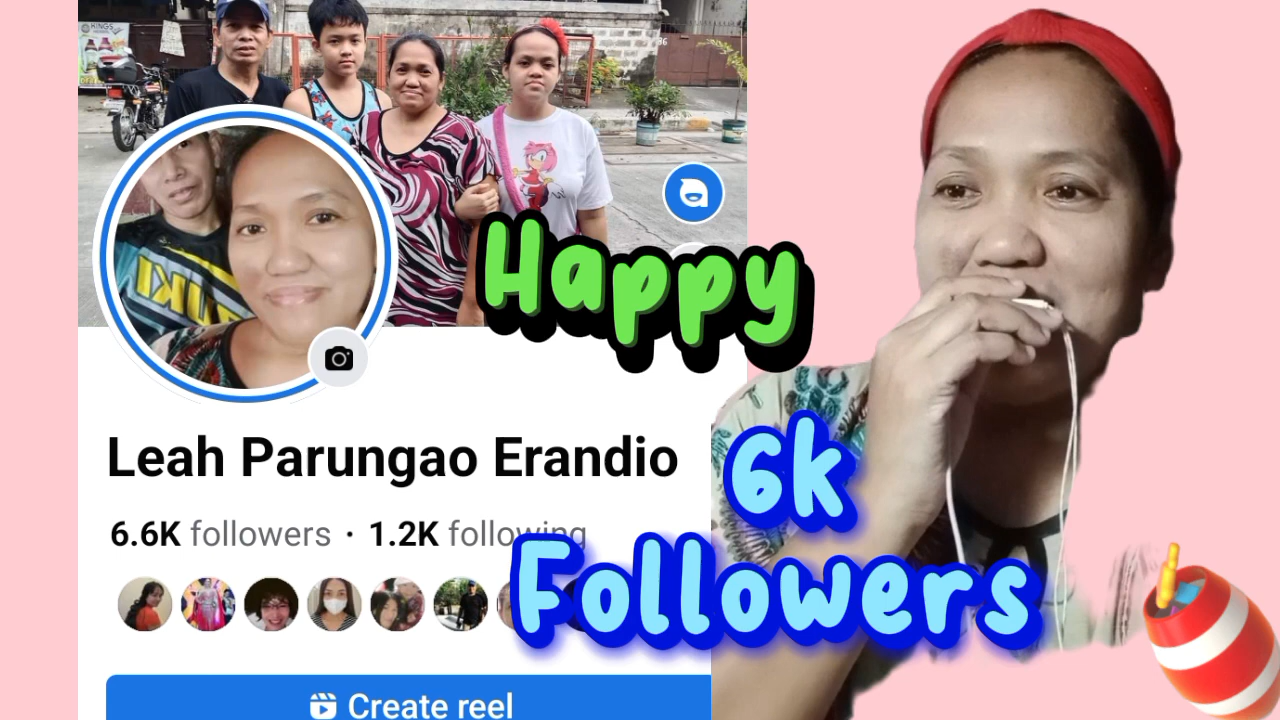 Happy
Leah Parungao Erandio
6k
6.6K followers · 1.2K following
Followers
Create reel